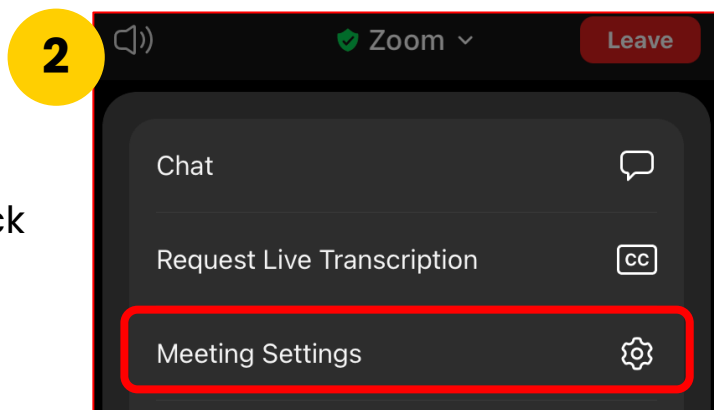 2
Zoom
Leave
Chat
ck
Request Live Transcription
CC
Meeting Settings